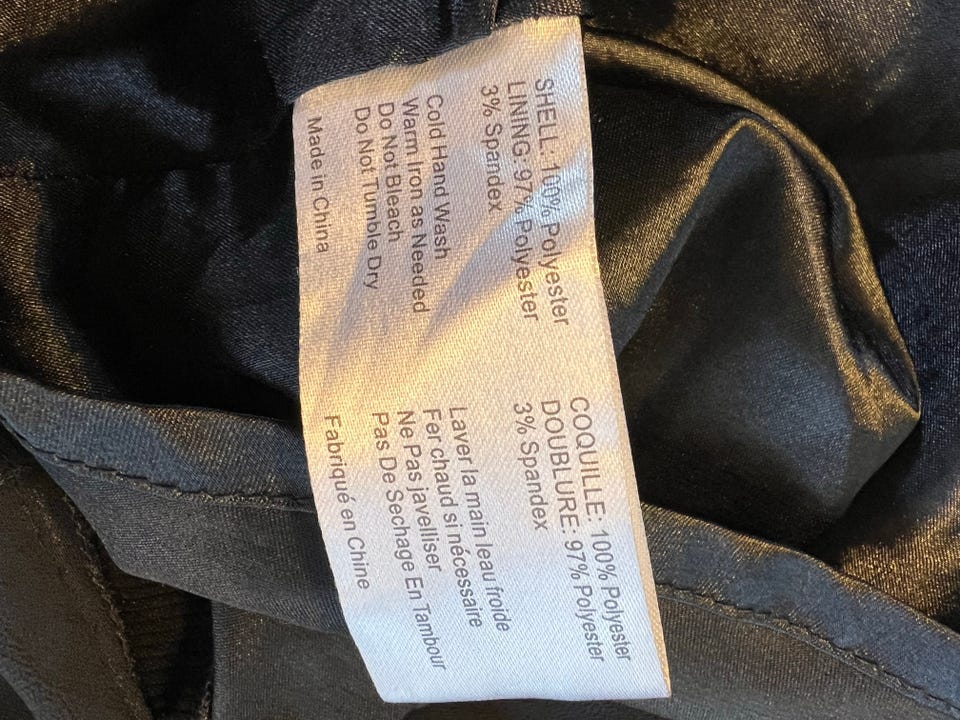 SHELL: 100% Polyester
LINING: 97% Polyester
3% Spandex
Cold Hand Wash
Warm Iron as Needed
Do Not Bleach
Do Not Tumble Dry
Made in China
COQUILLE: 100% Polyester
DOUBLURE: 97% Polyester
3% Spandex
Laver la main leau froide
Fer chaud si nécessaire
Ne Pas javelliser
Pas De Sechage En Tambour
Fabriqué en Chine